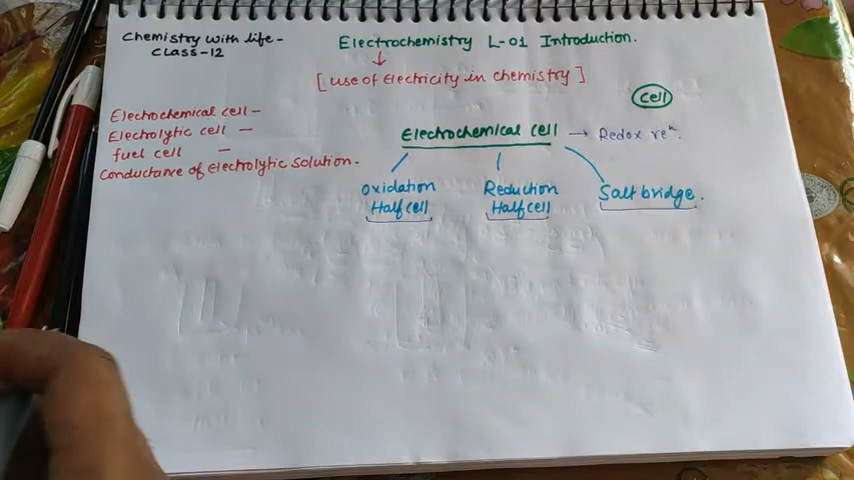 Chemistry with life-
Class-12
Electrochemistry L-01 Introduction.
[ use of Electricity in chemistry ]
cell
Electrochemical cell-
Electrolytic cell -
fuel cell -
Conductance of Electrolytic solution.
Electrochemical cell → Redox re^n.
Oxidation
Half cell
Reduction
Half cell
Salt bridge.